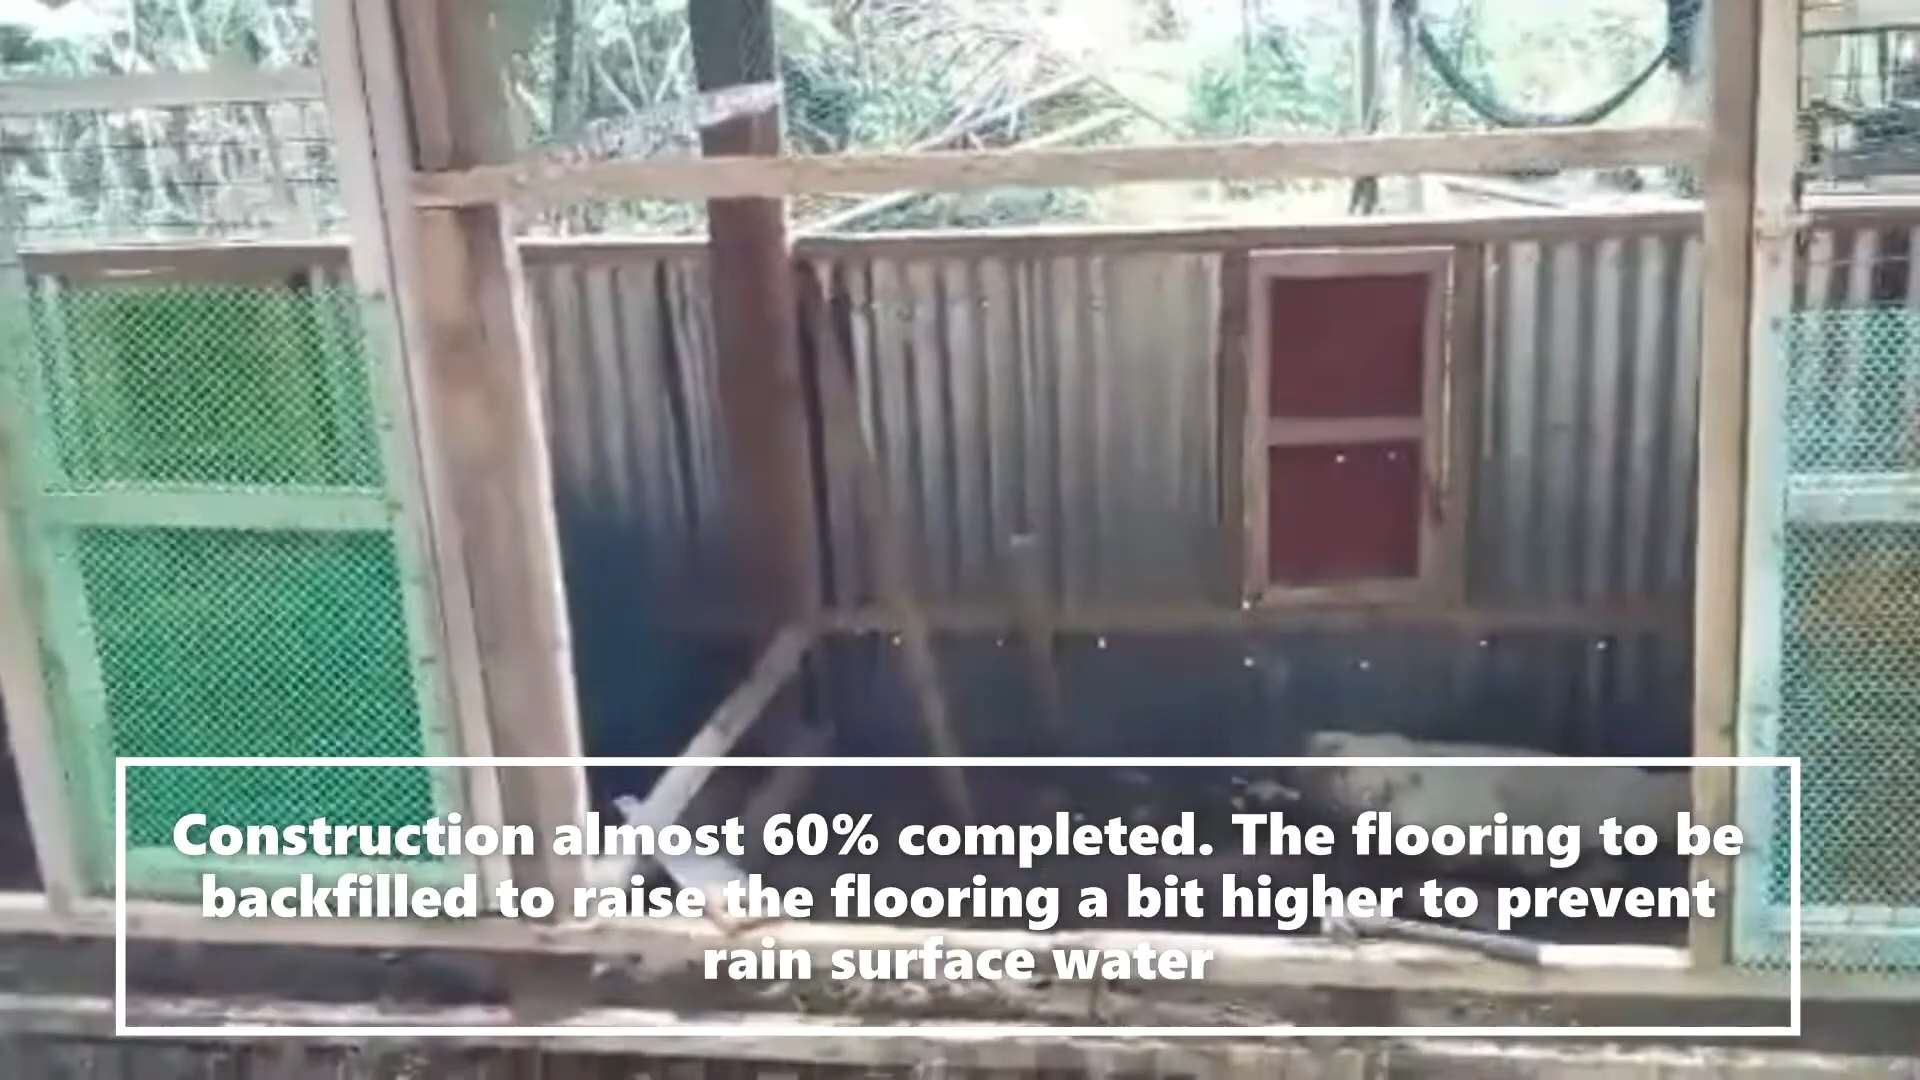 Construction almost 60% completed. The flooring to be
backfilled to raise the flooring a bit higher to prevent
rain surface water